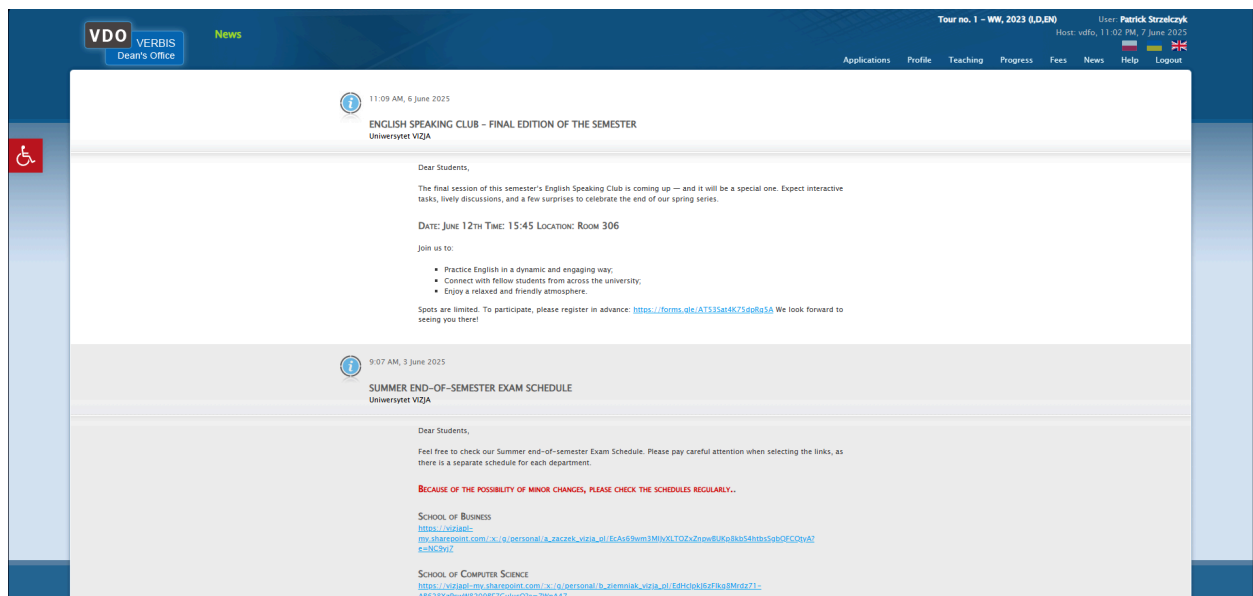 VDO VERBIS
Dean's Office
News
Tour no. 1 – WW, 2023 (I,D,EN) User: Patrick Strzelczyk
Host: vdfo, 11:02 PM, 7 June 2025
Applications Profile Teaching Progress Fees News Help Logout
11:09 AM, 6 June 2025
ENGLISH SPEAKING CLUB – FINAL EDITION OF THE SEMESTER
Uniwersytet VIZJA
Dear Students,
The final session of this semester's English Speaking Club is coming up — and it will be a special one. Expect interactive
tasks, lively discussions, and a few surprises to celebrate the end of our spring series.
Date: June 12th Time: 15:45 Location: Room 306
Join us to:
▪ Practice English in a dynamic and engaging way;
▪ Connect with fellow students from across the university;
▪ Enjoy a relaxed and friendly atmosphere.
Spots are limited. To participate, please register in advance: https://forms.gle/AT53Sat4K75dpRq5A We look forward to
seeing you there!
9:07 AM, 3 June 2025
SUMMER END-OF-SEMESTER EXAM SCHEDULE
Uniwersytet VIZJA
Dear Students,
Feel free to check our Summer end-of-semester Exam Schedule. Please pay careful attention when selecting the links, as
there is a separate schedule for each department.
Because of the possibility of minor changes, please check the schedules regularly..
School of Business
https://vizjapl-
my.sharepoint.com/:x:/g/personal/a_zaczek_vizja_pl/EcAs69wm3MIJvXLTOZxZnpwBUKp8kb54htbsSqbQFCQtyA?
e=NC9yj7
School of Computer Science